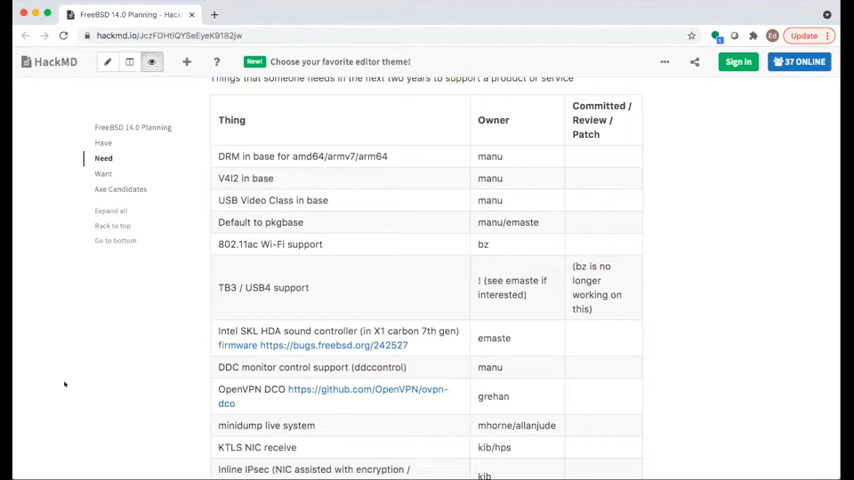 FreeBSD 14.0 Planning - HackM
hackmd.io/JczFDHtiQYSeEyeK9182jw
Ed
Update
HackMD
New!
Choose your favorite editor theme!
Sign in
37 ONLINE
Things that someone needs in the next two years to support a product or service
FreeBSD 14.0 Planning
Have
Need
Want
Axe Candidates
Expand all
Back to top
Go to bottom
Thing
Owner
Committed /
Review /
Patch
DRM in base for amd64/armv7/arm64
manu
V4l2 in base
manu
USB Video Class in base
manu
Default to pkgbase
manu/emaste
802.11ac Wi-Fi support
bz
TB3 / USB4 support
! (see emaste if
interested)
(bz is no
longer
working on
this)
Intel SKL HDA sound controller (in X1 carbon 7th gen)
firmware https://bugs.freebsd.org/242527
emaste
DDC monitor control support (ddccontrol)
manu
OpenVPN DCO https://github.com/OpenVPN/ovpn-
dco
grehan
minidump live system
mhorne/allanjude
KTLS NIC receive
kib/hps
Inline IPsec (NIC assisted with encryption /
kib